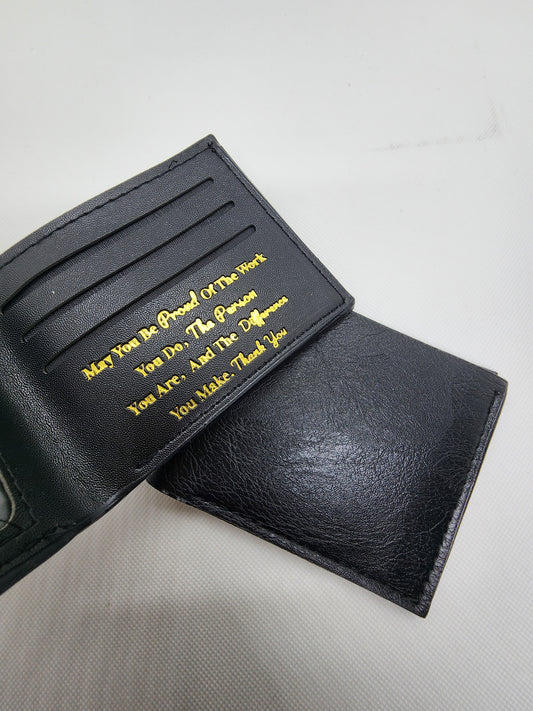 May You Be Proud Of The Work
You Do, The Person
You Are, And The Difference
You Make. Thank You